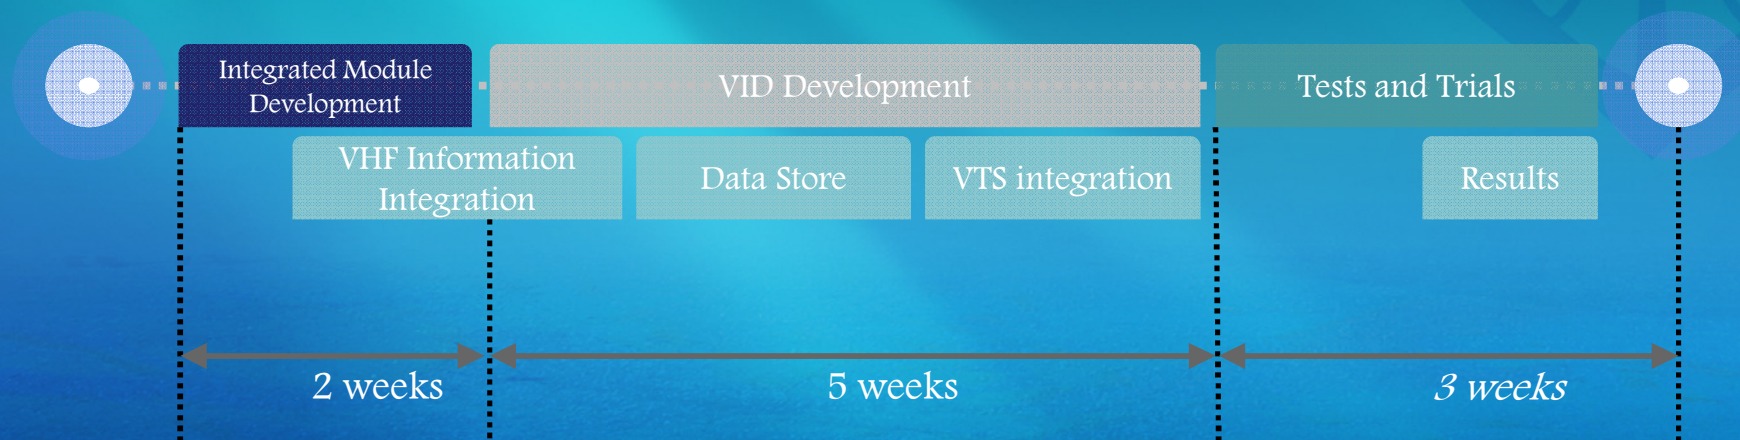 Integrated Module
Development
VID Development
Tests and Trials
VHF Information
Integration
Data Store
VTS integration
Results
2 weeks
5 weeks
3 weeks